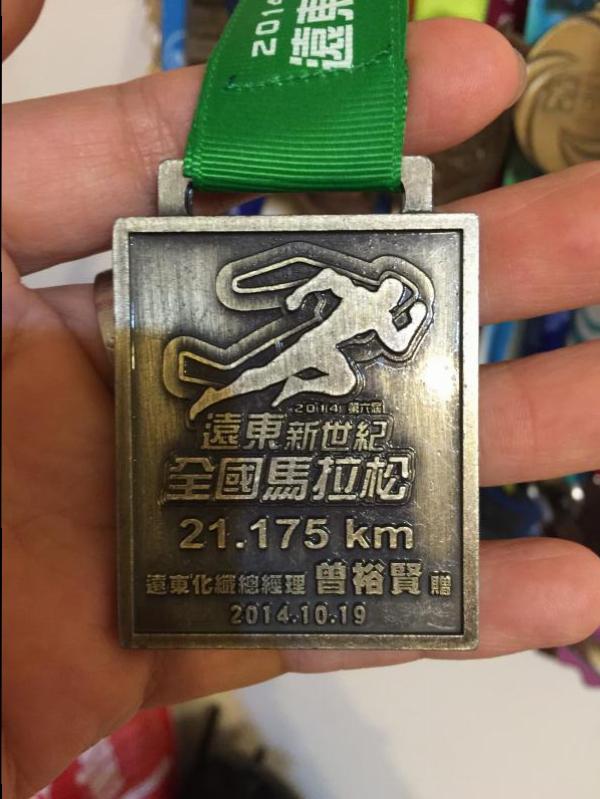 2014
遠東
2014 第六屆
遠東新世紀
全國馬拉松
21.175 km
遠東化纖總經理 曾裕賢 贈
2014.10.19